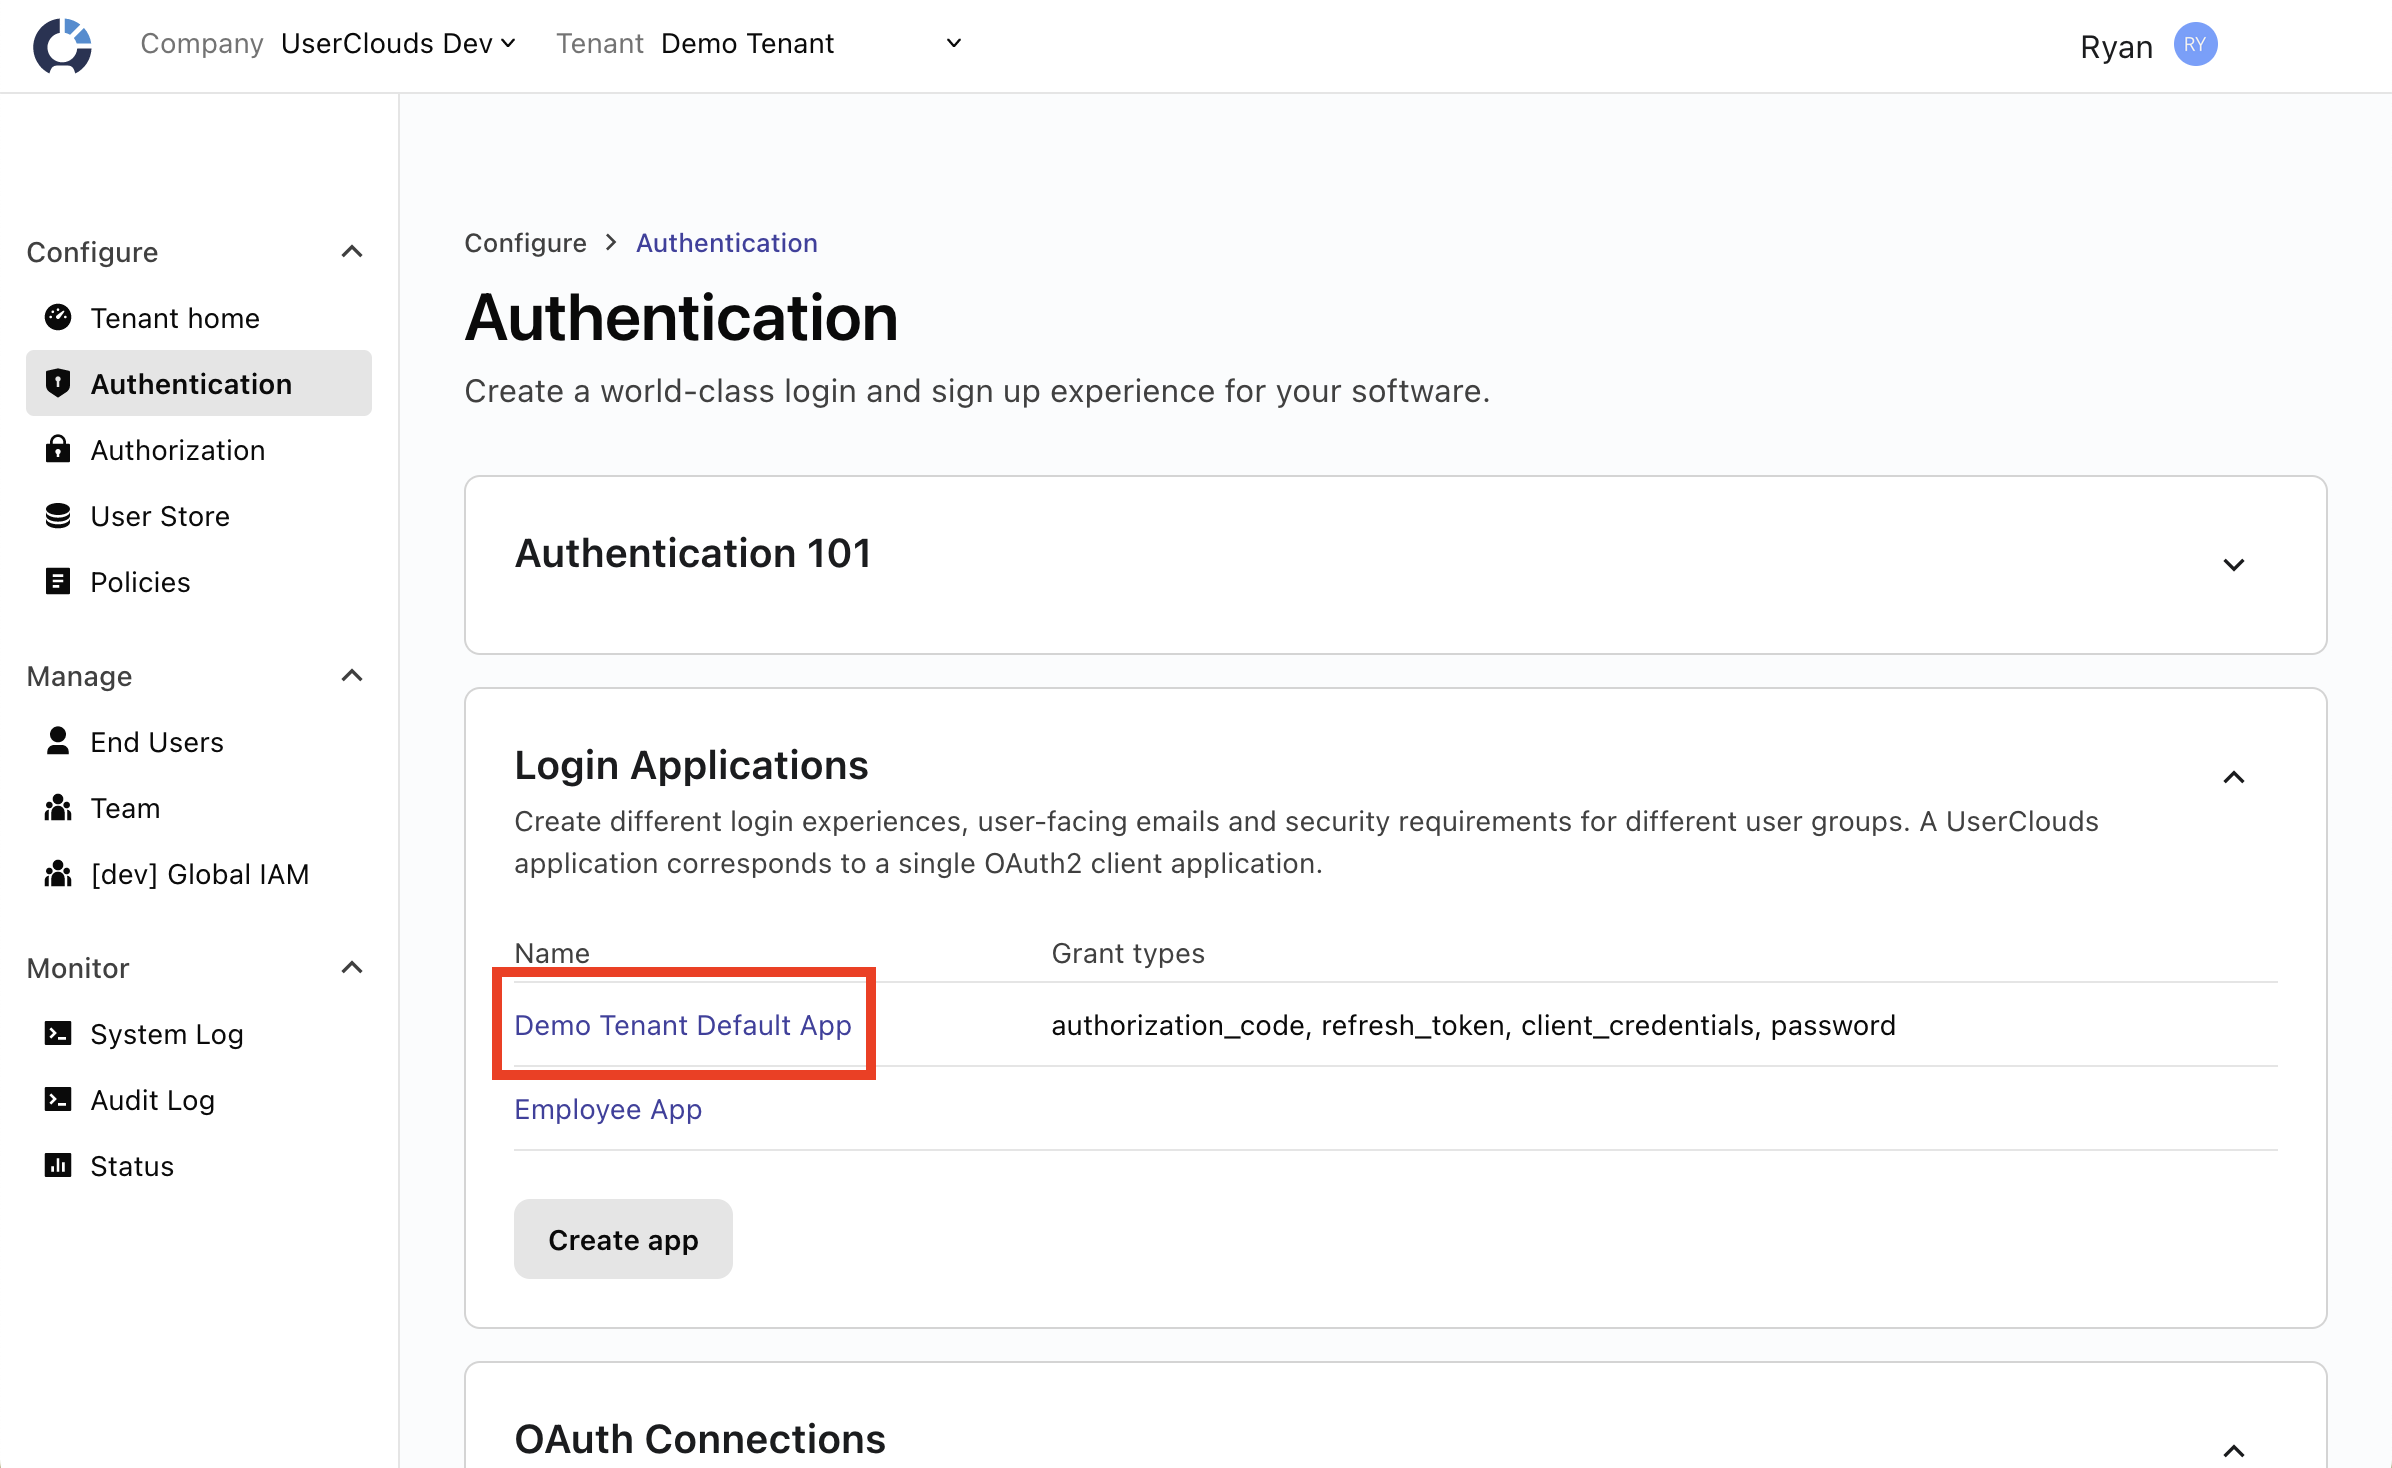 Company UserClouds Dev Tenant Demo Tenant Ryan RY
Configure
Tenant home
Authentication
Authorization
User Store
Policies
Manage
End Users
Team
[dev] Global IAM
Monitor
System Log
Audit Log
Status
Configure > Authentication
Authentication
Create a world-class login and sign up experience for your software.
Authentication 101
Login Applications
Create different login experiences, user-facing emails and security requirements for different user groups. A UserClouds
application corresponds to a single OAuth2 client application.
Name Grant types
Demo Tenant Default App authorization_code, refresh_token, client_credentials, password
Employee App
Create app
OAuth Connections